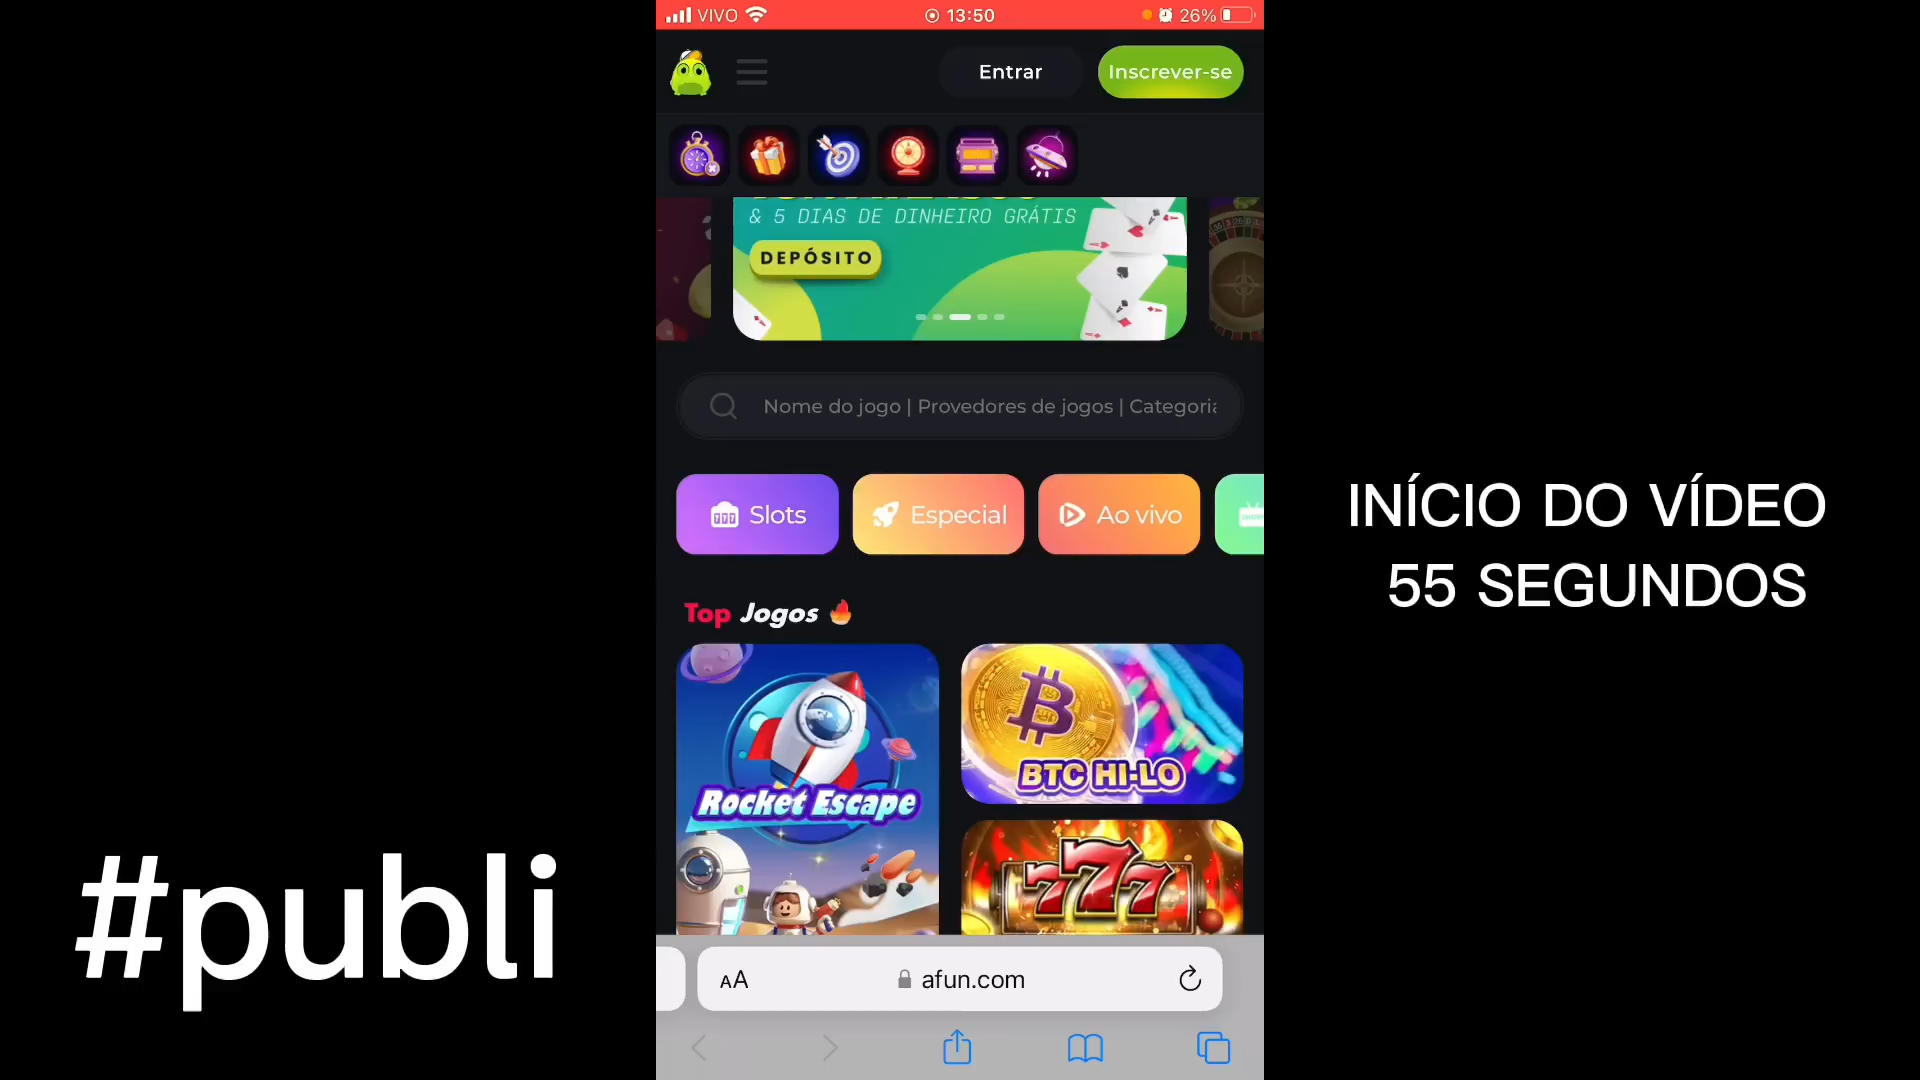 VIVO 13:50 26%
Entrar Inscrever-se
& 5 DIAS DE DINHEIRO GRÁTIS
DEPÓSITO
Nome do jogo | Provedores de jogos | Categoria
Slots Especial Ao vivo
Top Jogos
Rocket Escape
BTC HI-LO
777
AA afun.com
#publi
INÍCIO DO VÍDEO
55 SEGUNDOS